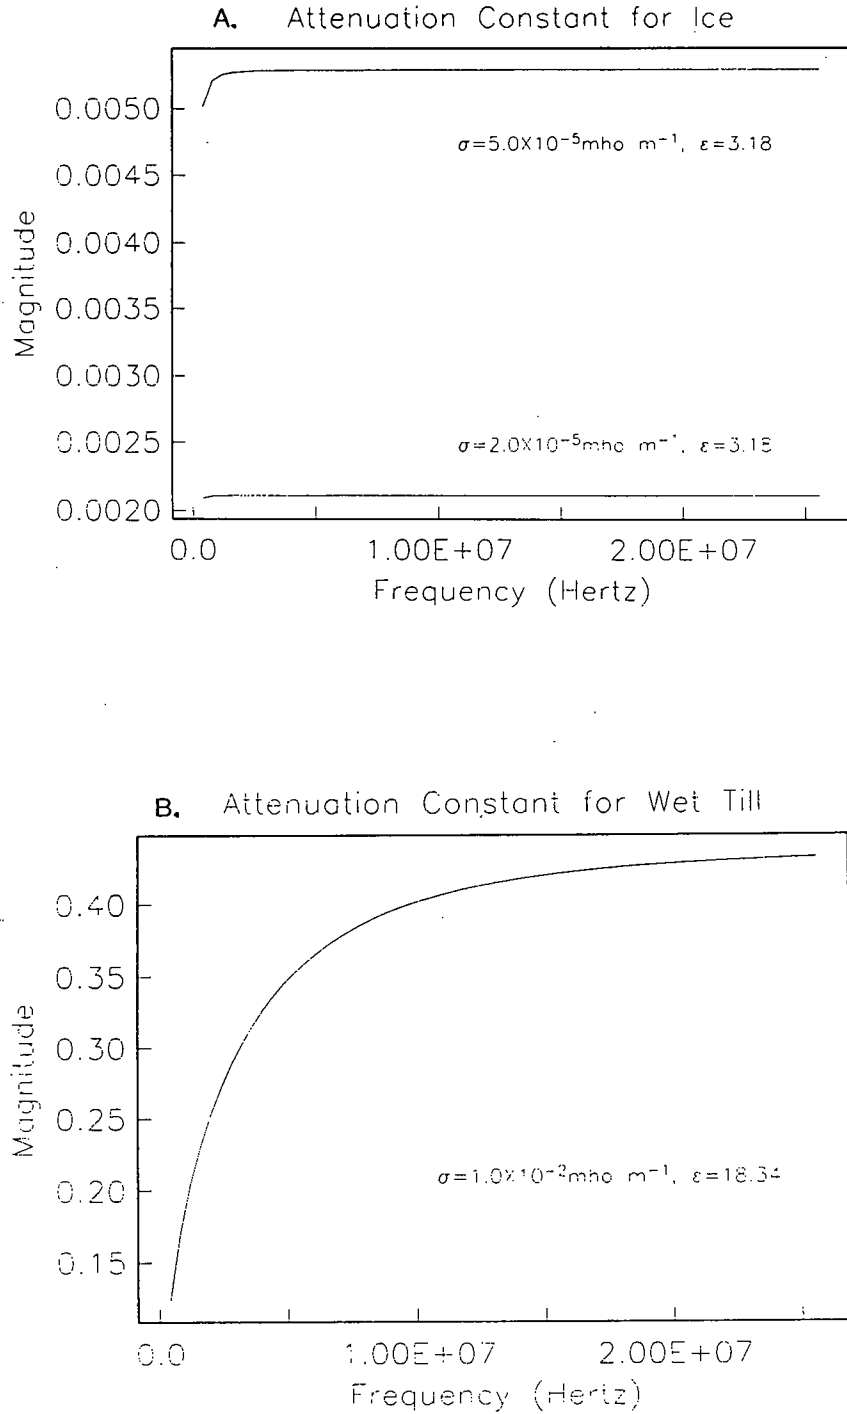 A. Attenuation Constant for Ice
0.0050
0.0045
0.0040
0.0035
0.0030
0.0025
0.0020
Magnitude
σ=5.0X10⁻⁵mho m⁻¹, ε=3.18
σ=2.0X10⁻⁵mho m⁻¹, ε=3.18
0.0 1.00E+07 2.00E+07
Frequency (Hertz)
B. Attenuation Constant for Wet Till
0.40
0.35
0.30
0.25
0.20
0.15
Magnitude
σ=1.0X10⁻²mho m⁻¹, ε=18.34
0.0 1.00E+07 2.00E+07
Frequency (Hertz)